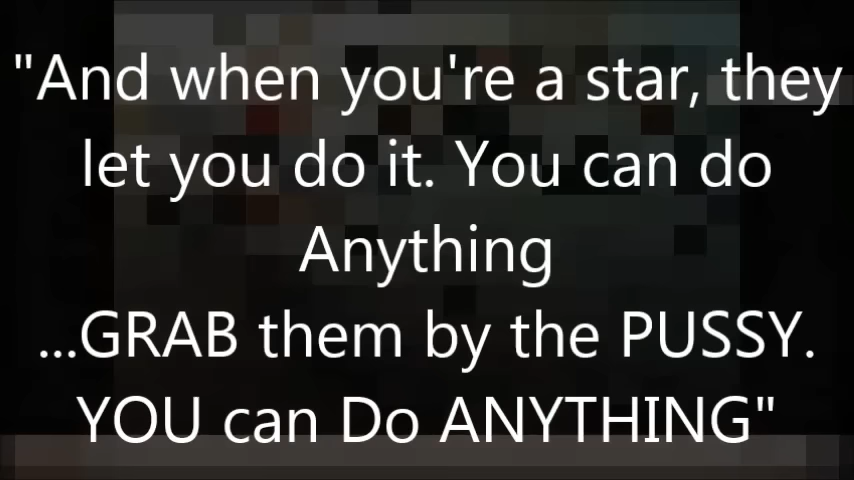 "And when you're a star, they
let you do it. You can do
Anything
...GRAB them by the PUSSY.
YOU can Do ANYTHING"